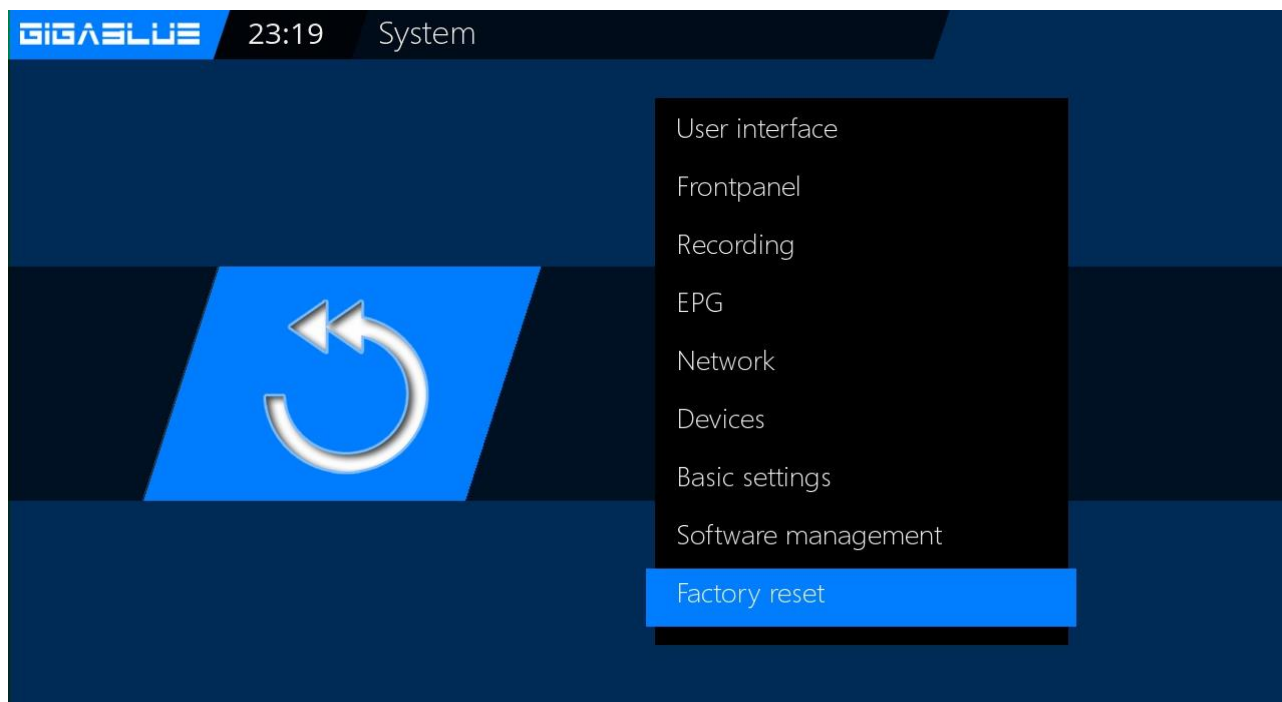 GIGABLUE 23:19 System
User interface
Frontpanel
Recording
EPG
Network
Devices
Basic settings
Software management
Factory reset